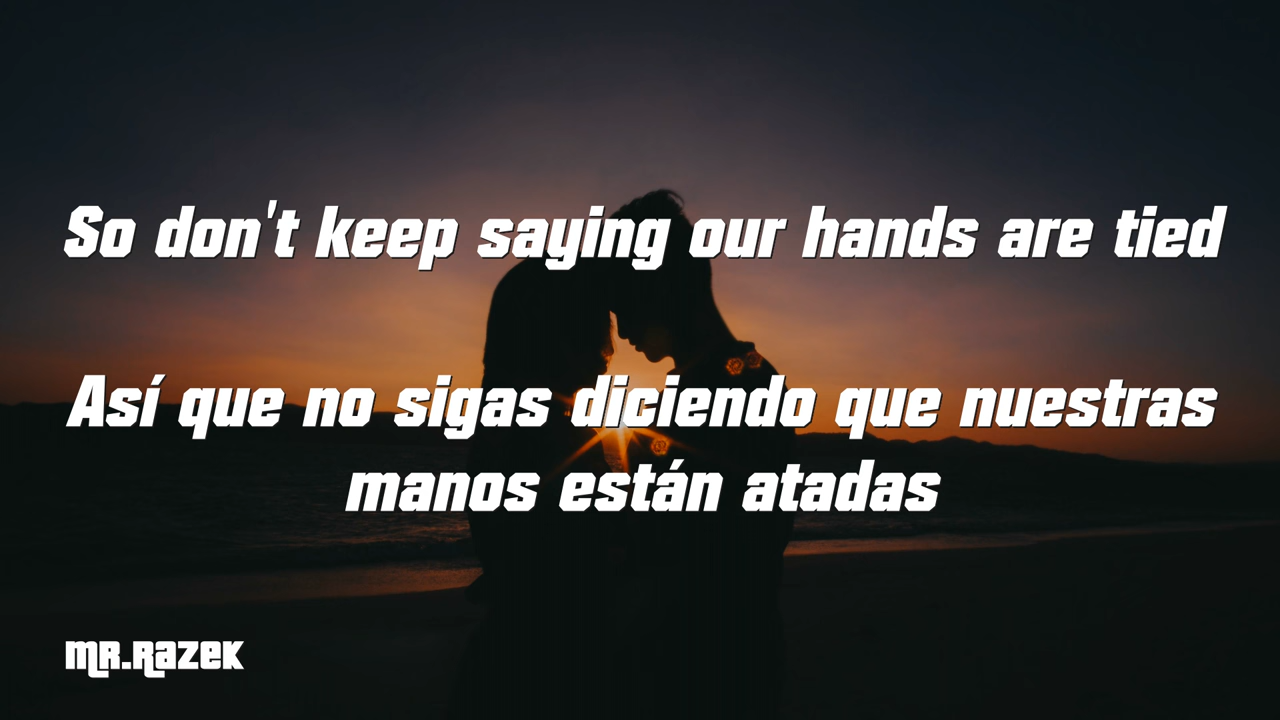 So don't keep saying our hands are tied
Así que no sigas diciendo que nuestras
manos están atadas
MR.RAZEK